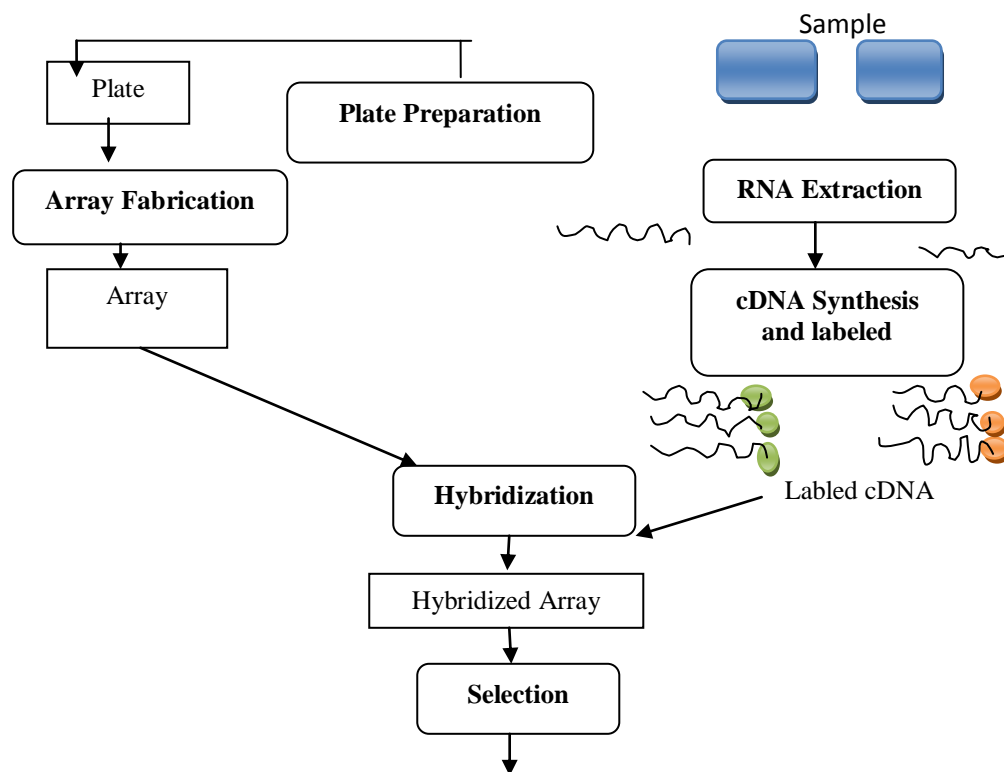 Sample
Plate
Plate Preparation
Array Fabrication
RNA Extraction
Array
cDNA Synthesis
and labeled
Hybridization
Labled cDNA
Hybridized Array
Selection